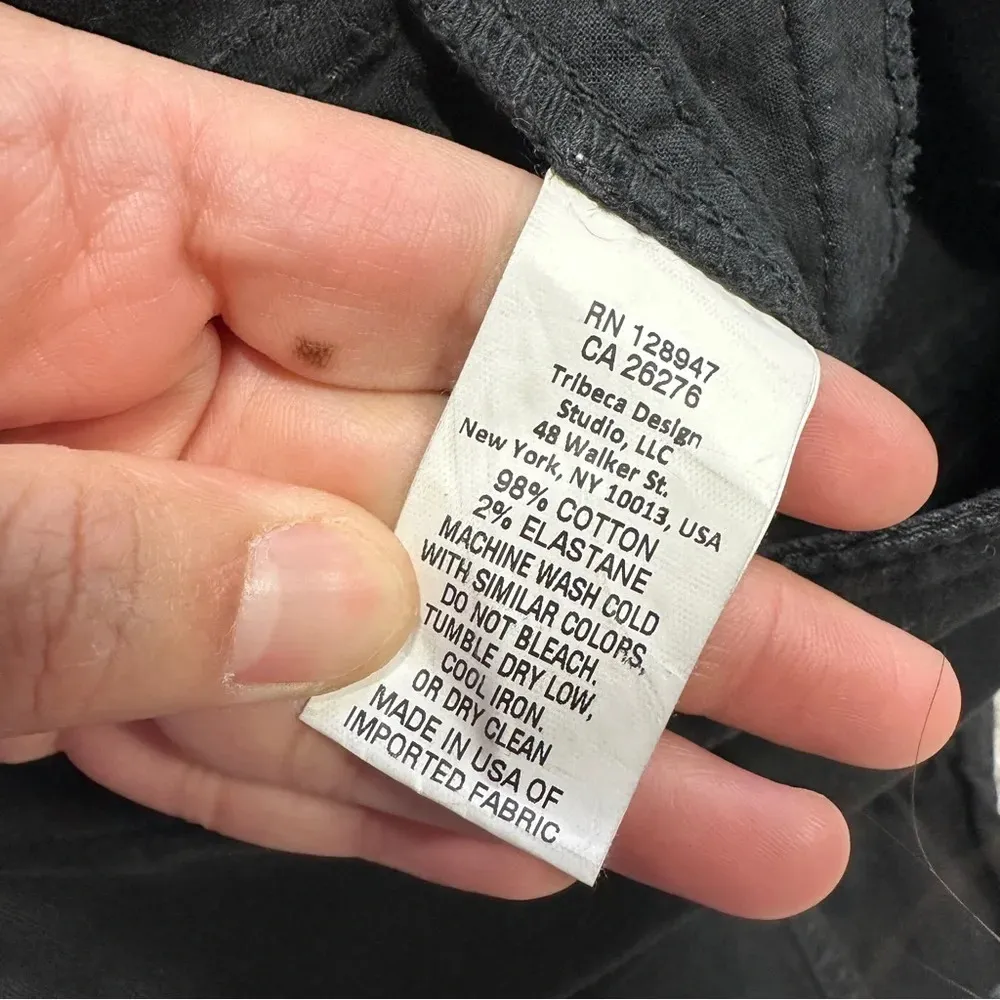 RN 128947
CA 26276
Tribeca Design
Studio, LLC
48 Walker St.
New York, NY 10013, USA
98% COTTON
2% ELASTANE
MACHINE WASH COLD
WITH SIMILAR COLORS,
DO NOT BLEACH,
TUMBLE DRY LOW,
COOL IRON.
OR DRY CLEAN
MADE IN USA OF
IMPORTED FABRIC